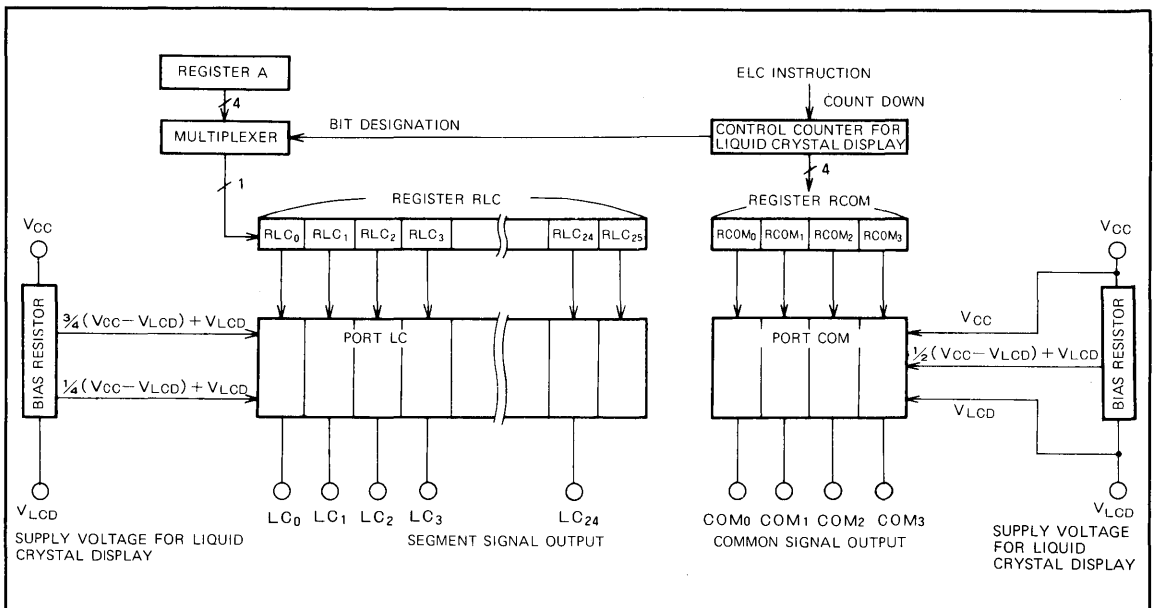 REGISTER A
4
MULTIPLEXER
1
BIT DESIGNATION
ELC INSTRUCTION
COUNT DOWN
CONTROL COUNTER FOR
LIQUID CRYSTAL DISPLAY
4
REGISTER RLC
RLC₀ RLC₁ RLC₂ RLC₃ RLC₂₄ RLC₂₅
REGISTER RCOM
RCOM₀ RCOM₁ RCOM₂ RCOM₃
VCC
BIAS RESISTOR
¾(VCC−VLCD)+VLCD
¼(VCC−VLCD)+VLCD
VLCD
SUPPLY VOLTAGE FOR LIQUID
CRYSTAL DISPLAY
PORT LC
LC₀ LC₁ LC₂ LC₃ LC₂₄
SEGMENT SIGNAL OUTPUT
PORT COM
COM₀ COM₁ COM₂ COM₃
COMMON SIGNAL OUTPUT
VCC
VCC
½(VCC−VLCD)+VLCD
VLCD
BIAS RESISTOR
VLCD
SUPPLY VOLTAGE
FOR LIQUID
CRYSTAL DISPLAY